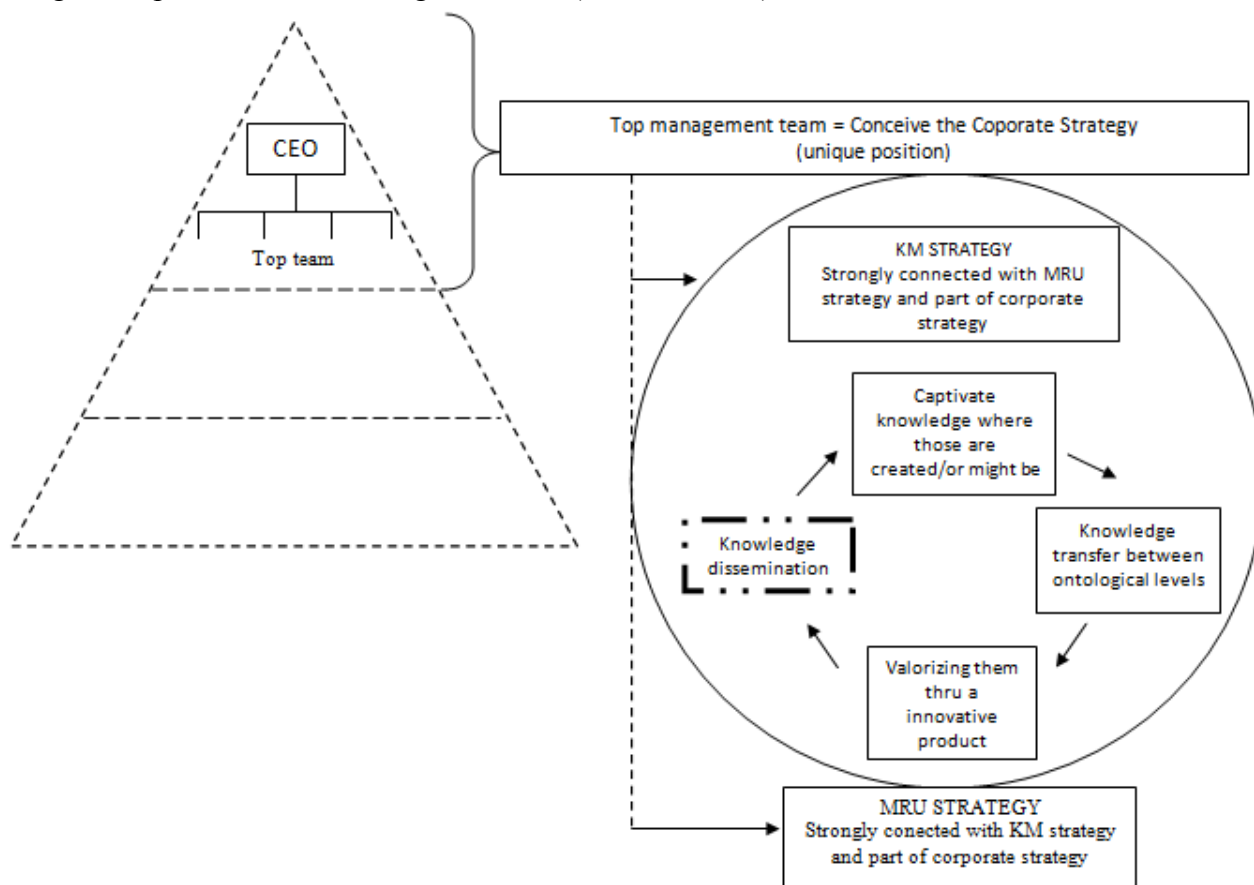 CEO
Top team
Top management team = Conceive the Coporate Strategy
(unique position)
KM STRATEGY
Strongly connected with MRU
strategy and part of corporate
strategy
Captivate
knowledge where
those are
created/or might be
Knowledge
dissemination
Knowledge
transfer between
ontological levels
Valorizing them
thru a
innovative
product
MRU STRATEGY
Strongly conected with KM strategy
and part of corporate strategy